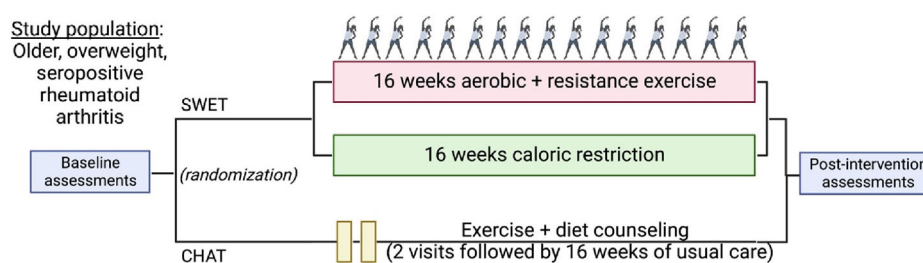 Study population:
Older, overweight,
seropositive
rheumatoid
arthritis
SWET
16 weeks aerobic + resistance exercise
Baseline
assessments
(randomization)
16 weeks caloric restriction
Post-intervention
assessments
CHAT
Exercise + diet counseling
(2 visits followed by 16 weeks of usual care)